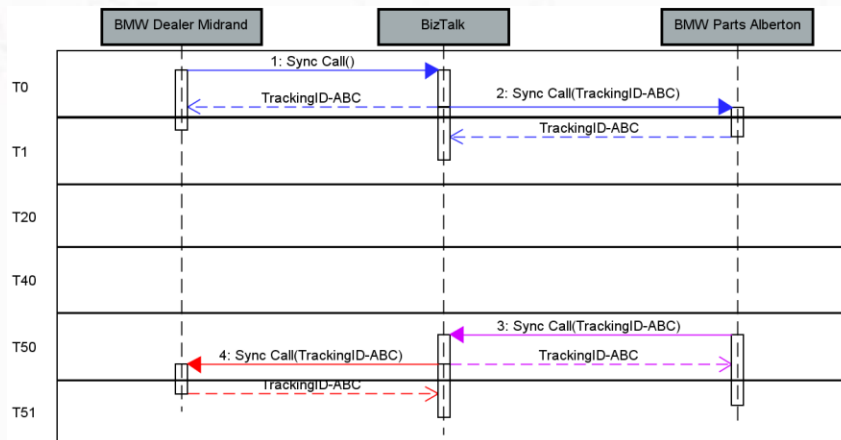 BMW Dealer Midrand
BizTalk
BMW Parts Alberton
T0
1: Sync Call()
TrackingID-ABC
2: Sync Call(TrackingID-ABC)
T1
TrackingID-ABC
T20
T40
T50
3: Sync Call(TrackingID-ABC)
4: Sync Call(TrackingID-ABC)
TrackingID-ABC
TrackingID-ABC
T51